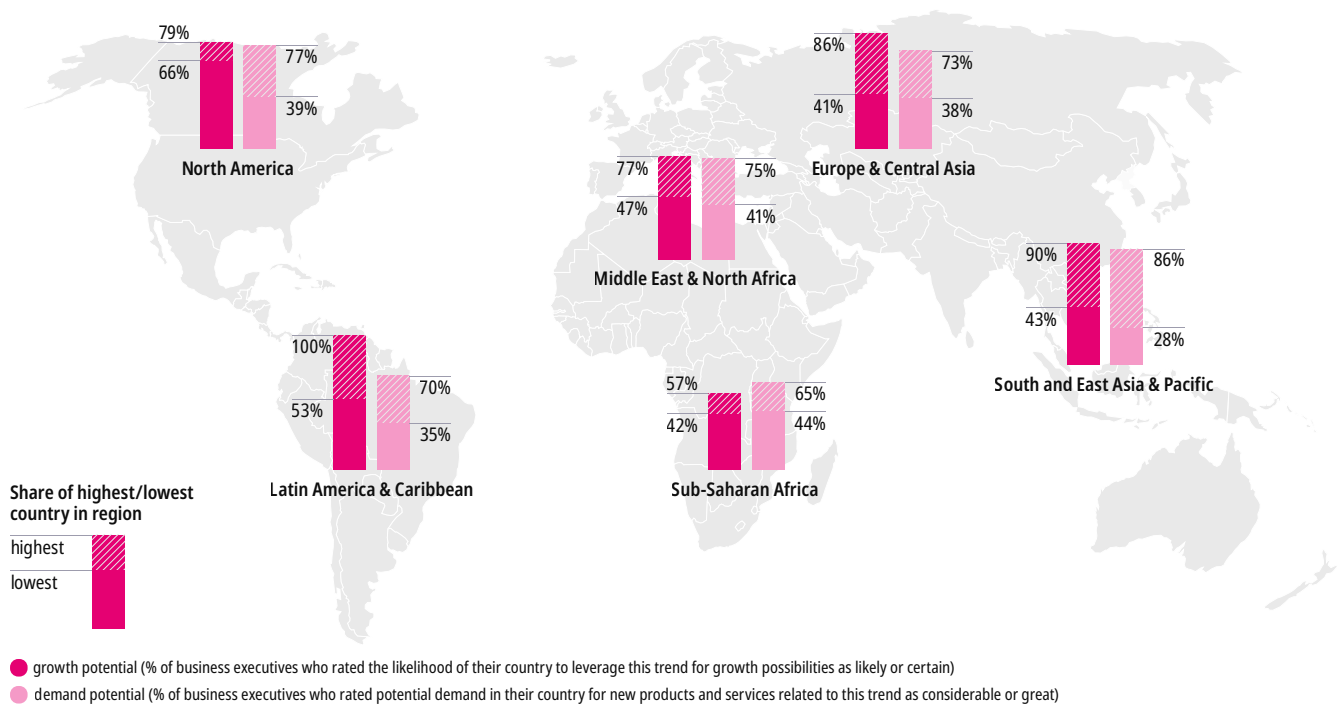 79%
66%
77%
39%
North America
86%
41%
73%
38%
Europe & Central Asia
77%
47%
75%
41%
Middle East & North Africa
90%
43%
86%
28%
South and East Asia & Pacific
100%
53%
70%
35%
Latin America & Caribbean
57%
42%
65%
44%
Sub-Saharan Africa
Share of highest/lowest
country in region
highest
lowest
growth potential (% of business executives who rated the likelihood of their country to leverage this trend for growth possibilities as likely or certain)
demand potential (% of business executives who rated potential demand in their country for new products and services related to this trend as considerable or great)